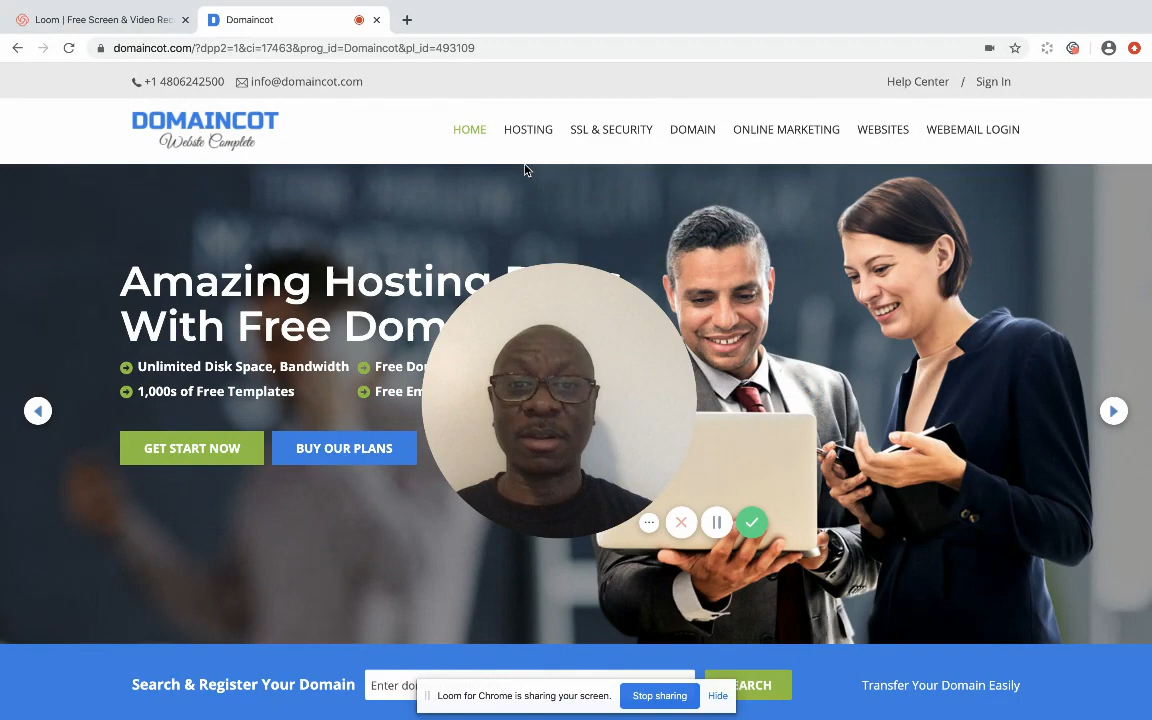 Loom | Free Screen & Video Rec
Domaincot
domaincot.com/?dpp2=1&ci=17463&prog_id=Domaincot&pl_id=493109
+1 4806242500 info@domaincot.com
Help Center / Sign In
DOMAINCOT
Webste Complete
HOME HOSTING SSL & SECURITY DOMAIN ONLINE MARKETING WEBSITES WEBEMAIL LOGIN
Amazing Hosting
With Free Dom
Unlimited Disk Space, Bandwidth Free Do
1,000s of Free Templates Free Em
GET START NOW BUY OUR PLANS
Search & Register Your Domain Enter do
EARCH Transfer Your Domain Easily
Loom for Chrome is sharing your screen. Stop sharing Hide